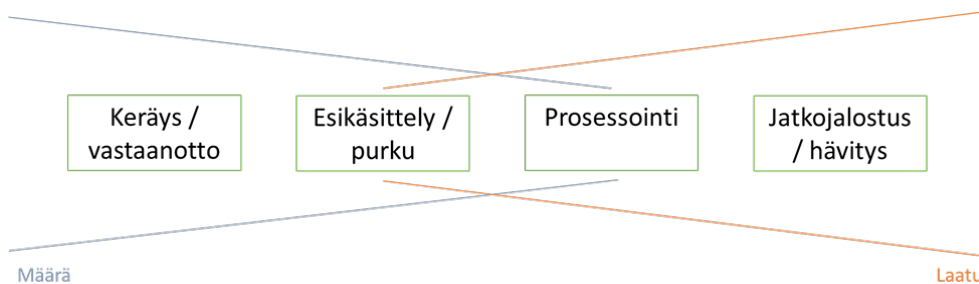 Keräys /
vastaanotto
Esikäsittely /
purku
Prosessointi
Jatkojalostus
/ hävitys
Määrä
Laatu